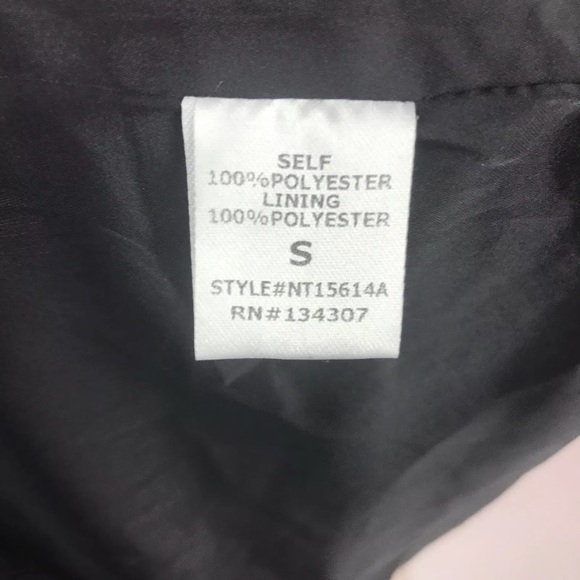 SELF
100%POLYESTER
LINING
100%POLYESTER
S
STYLE#NT15614A
RN#134307